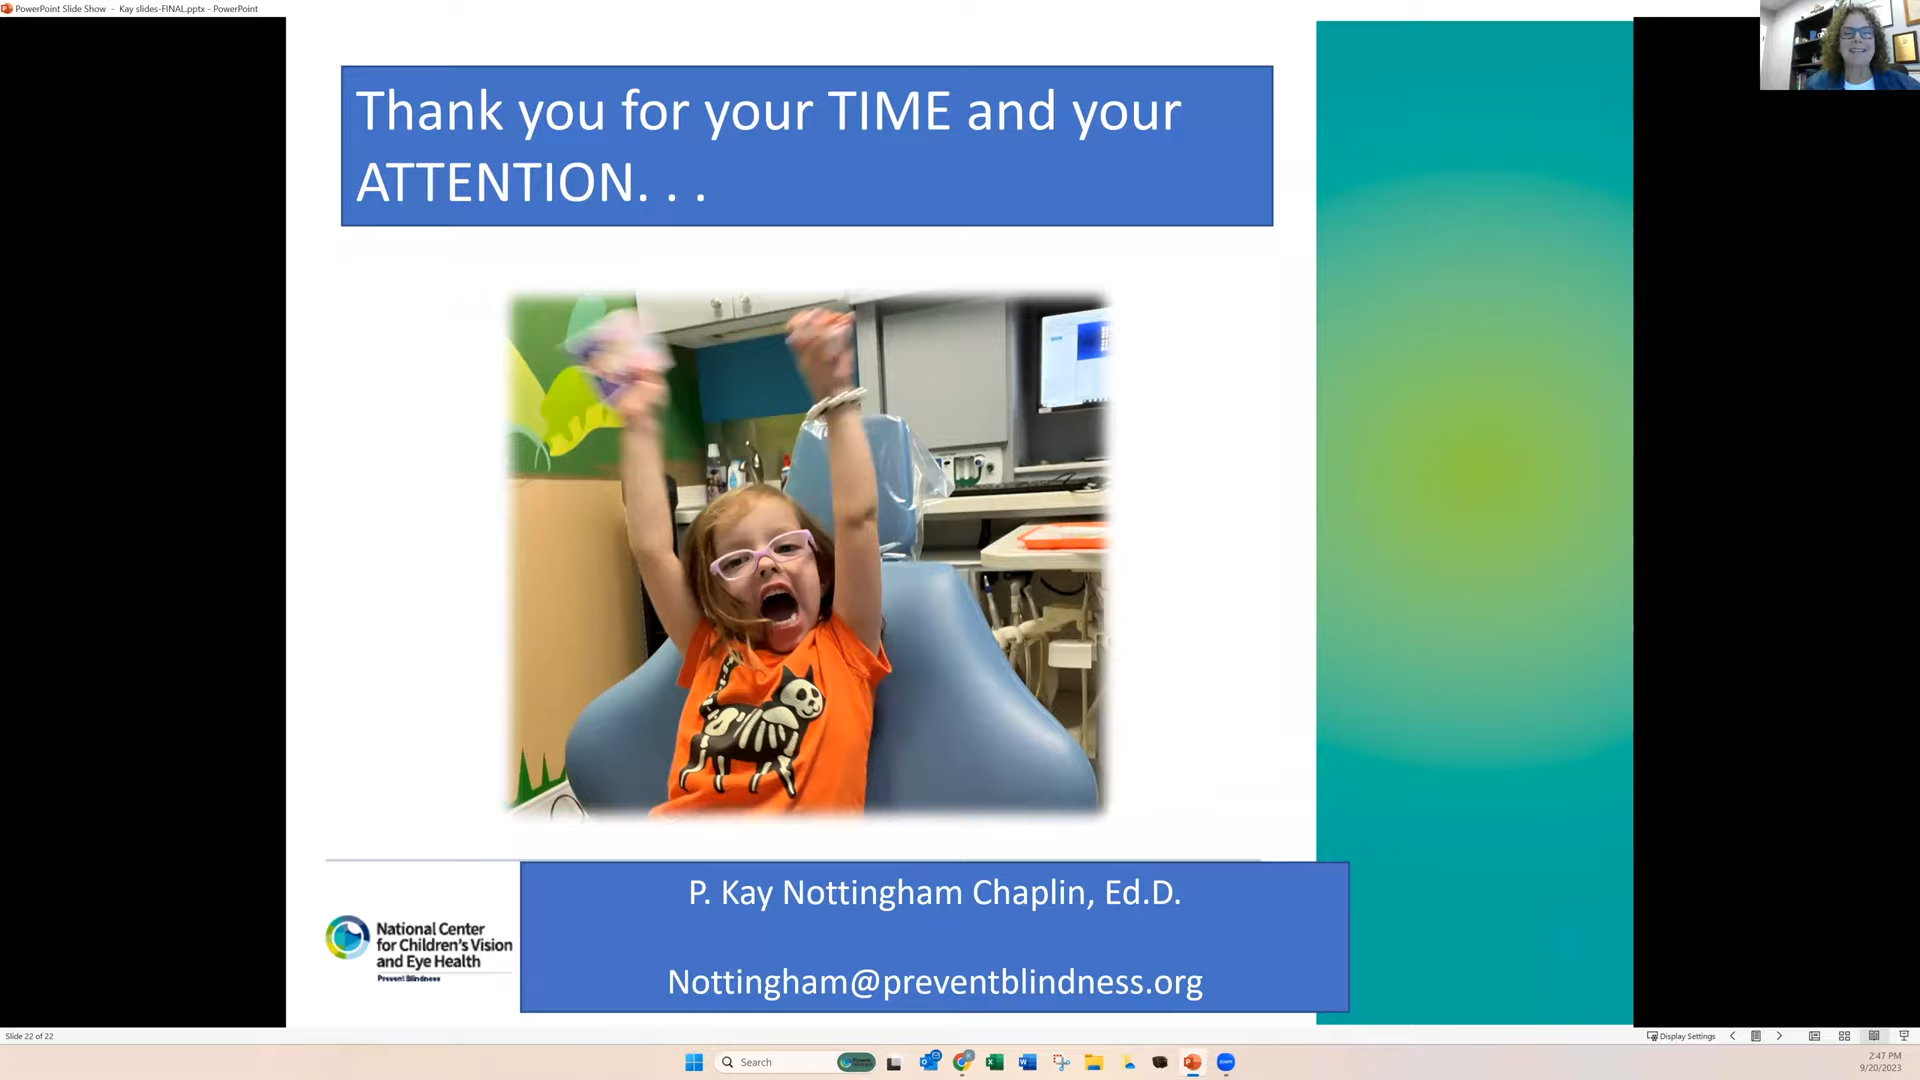 PowerPoint Slide Show - Kay slides-FINAL.pptx - PowerPoint
Thank you for your TIME and your
ATTENTION. . .
P. Kay Nottingham Chaplin, Ed.D.
Nottingham@preventblindness.org
National Center
for Children's Vision
and Eye Health
Prevent Blindness
Slide 22 of 22
Display Settings
Search
2:47 PM
9/20/2023